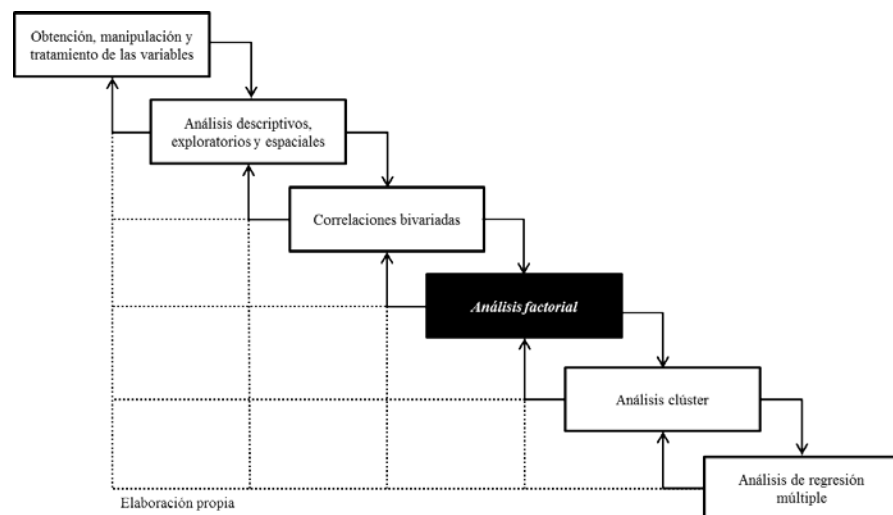 Obtención, manipulación y
tratamiento de las variables
Análisis descriptivos,
exploratorios y espaciales
Correlaciones bivariadas
Análisis factorial
Análisis clúster
Análisis de regresión
múltiple
Elaboración propia